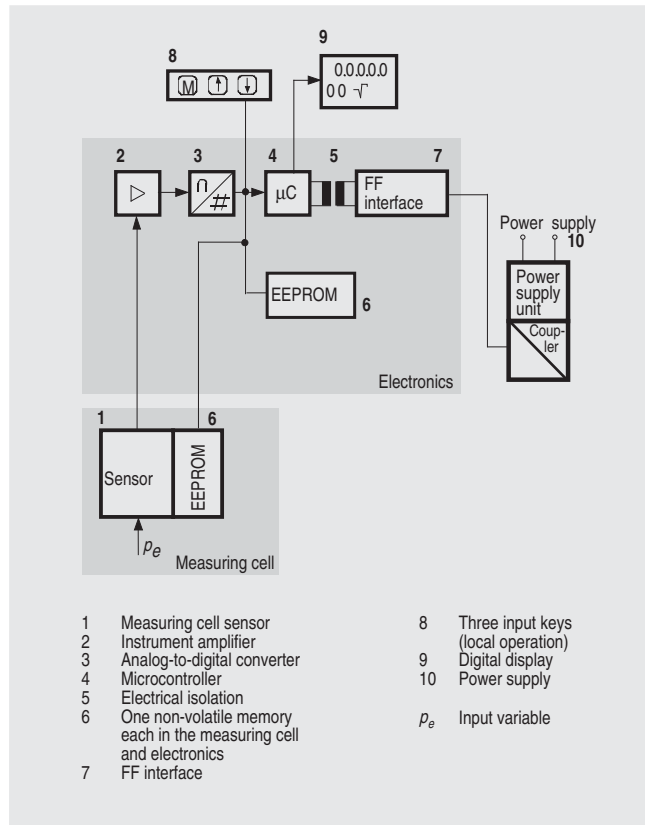 9
8
0.0.0.0.0
M ↑ ↓
0 0 √
2 3 4 5 7
µC
FF
interface
Power supply
10
Power
supply
unit
EEPROM
6
Coup-
ler
Electronics
1 6
Sensor
EEPROM
pe
Measuring cell
1 Measuring cell sensor
2 Instrument amplifier
3 Analog-to-digital converter
4 Microcontroller
5 Electrical isolation
6 One non-volatile memory
each in the measuring cell
and electronics
7 FF interface
8 Three input keys
(local operation)
9 Digital display
10 Power supply
pe Input variable